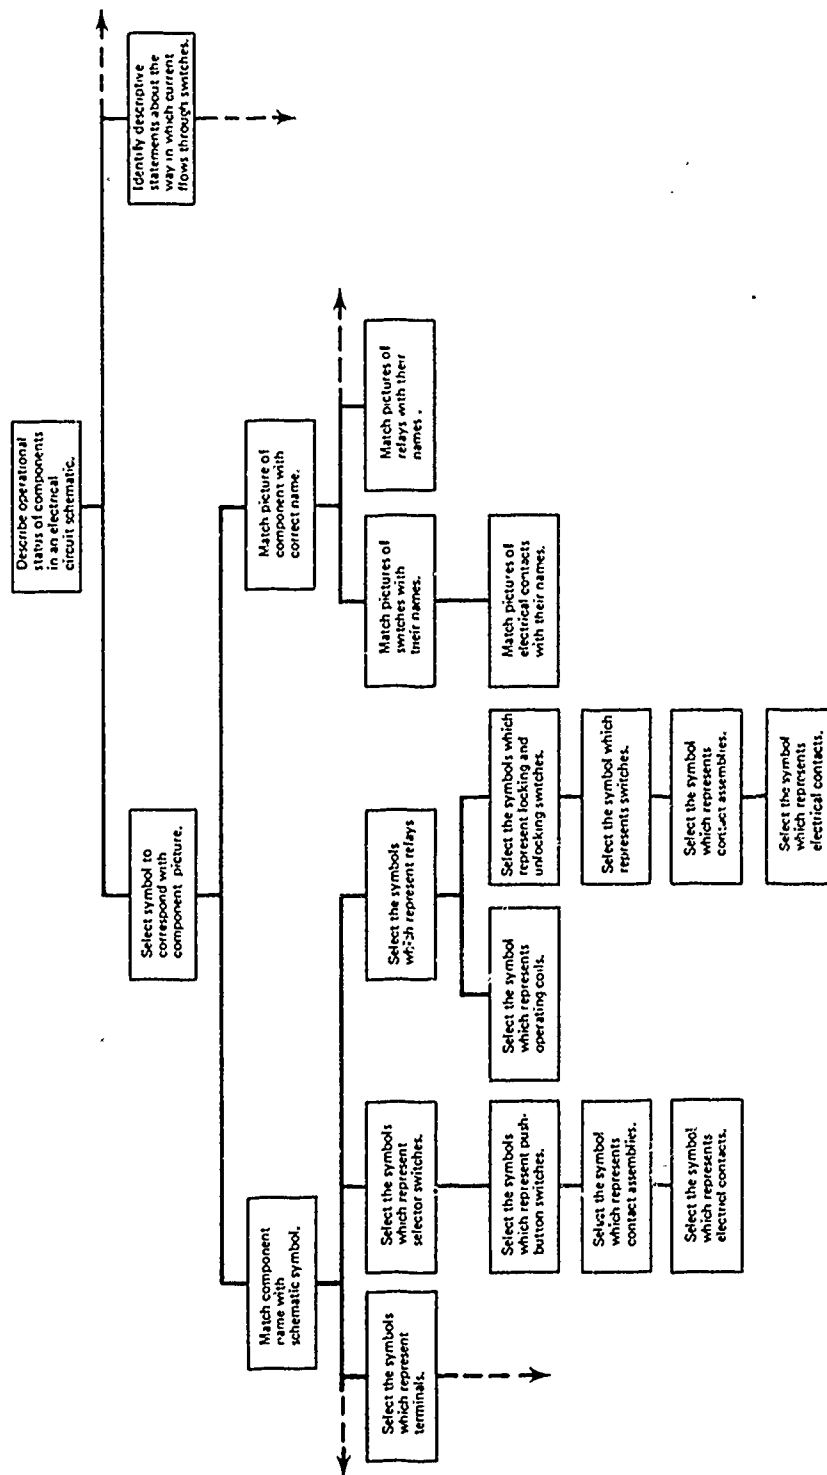 Describe operational
status of components
in an electrical
circuit schematic.
Select symbol to
correspond with
component picture.
Identify descriptive
statements about the
way in which current
flows through switches.
Match component
name with
schematic symbol.
Match picture of
component with
correct name.
Select the symbols
which represent
terminals.
Select the symbols
which represent
selector switches.
Select the symbols
which represent relays
Match pictures of
switches with
their names.
Match pictures of
relays with their
names.
Select the symbols
which represent push-
button switches.
Select the symbol
which represents
operating coils.
Select the symbols which
represent locking and
unlocking switches.
Match pictures of
electrical contacts
with their names.
Select the symbol
which represents
contact assemblies.
Select the symbol which
represents switches.
Select the symbol
which represents
electrical contacts.
Select the symbol
which represents
contact assemblies.
Select the symbol
which represents
electrical contacts.